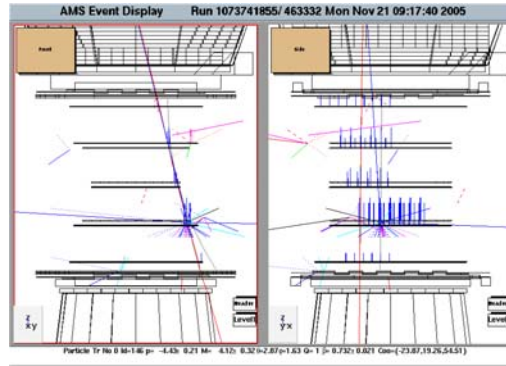 AMS Event Display Run 1073741855/ 463332 Mon Nov 21 09:17:40 2005
Front
Side
z
x y
z
y x
Particle Tr No 0 Id=146 p= -4.43± 0.21 M= 4.12± 0.32 θ=2.87 φ=1.63 Q= 1 β= 0.732± 0.021 Coo=(-23.87,19.26,54.51)